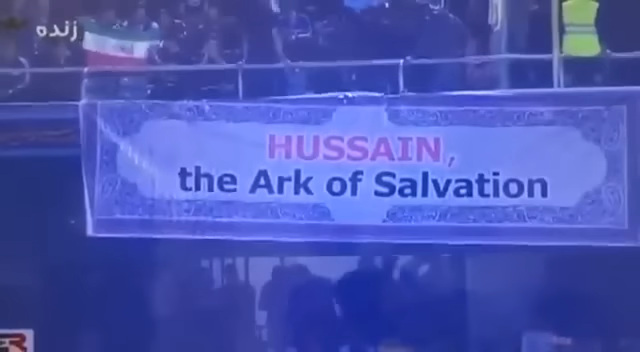 زنده
HUSSAIN,
the Ark of Salvation